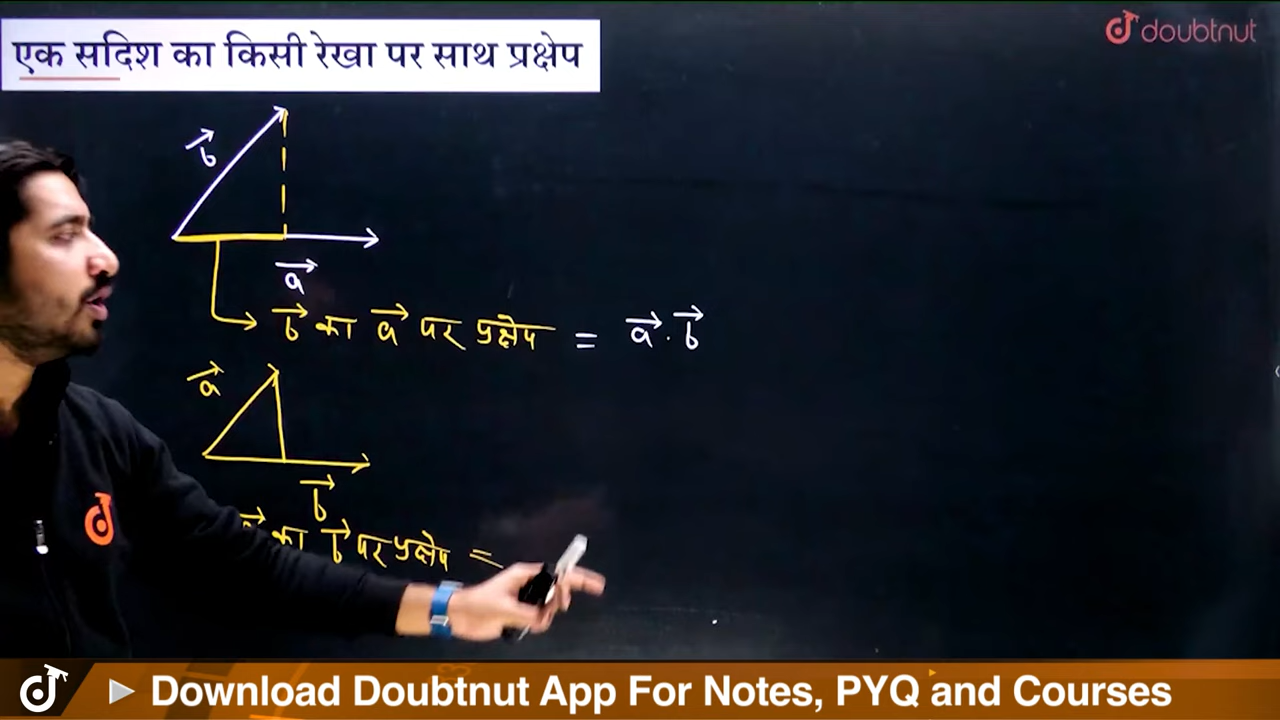 एक सदिश का किसी रेखा पर साथ प्रक्षेप
doubtnut
b⃗
a⃗
b⃗ का a⃗ पर प्रक्षेप = a⃗ . b⃗
a⃗
b⃗
का b⃗ पर प्रक्षेप =
Download Doubtnut App For Notes, PYQ and Courses